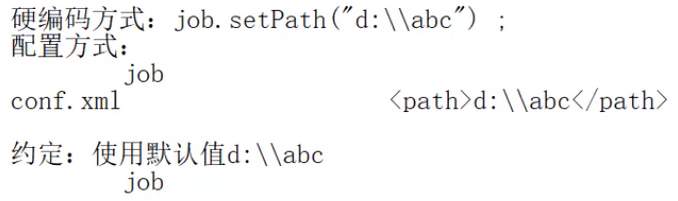 硬编码方式：job.setPath("d:\\abc") ;
配置方式：
job
conf.xml <path>d:\\abc</path>
约定：使用默认值d:\\abc
job